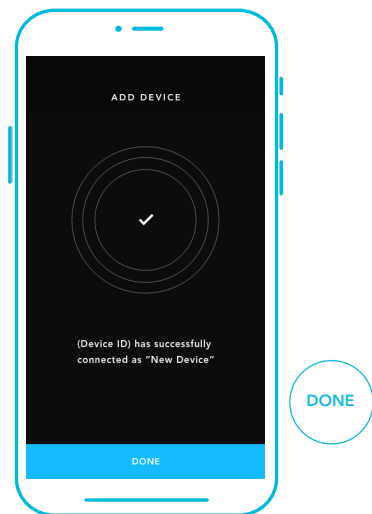 ADD DEVICE
(Device ID) has successfully
connected as “New Device”
DONE
DONE